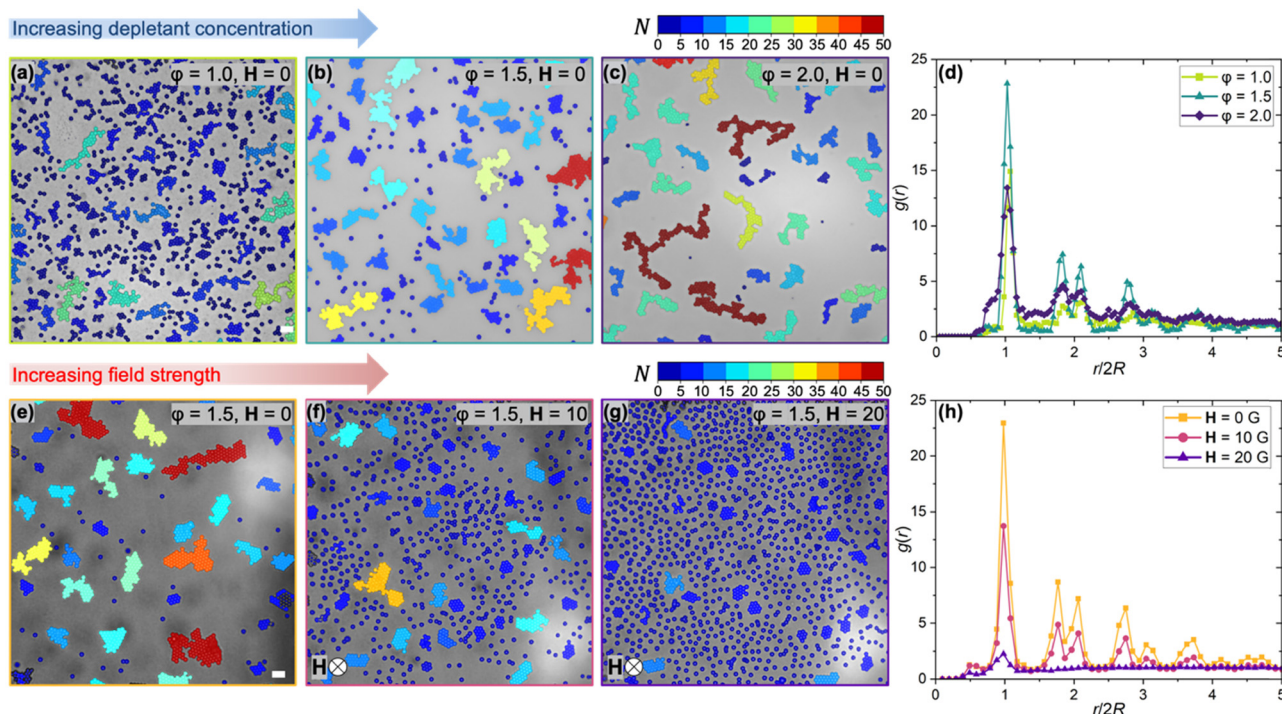 Increasing depletant concentration
N
0 5 10 15 20 25 30 35 40 45 50
(a) φ = 1.0, H = 0
(b) φ = 1.5, H = 0
(c) φ = 2.0, H = 0
(d)
25
20
15
10
5
0
g(r)
φ = 1.0
φ = 1.5
φ = 2.0
0 1 2 3 4 5
r/2R
Increasing field strength
N
0 5 10 15 20 25 30 35 40 45 50
(e) φ = 1.5, H = 0
(f) φ = 1.5, H = 10
H
(g) φ = 1.5, H = 20
H
(h)
25
20
15
10
5
0
g(r)
H = 0 G
H = 10 G
H = 20 G
0 1 2 3 4 5
r/2R